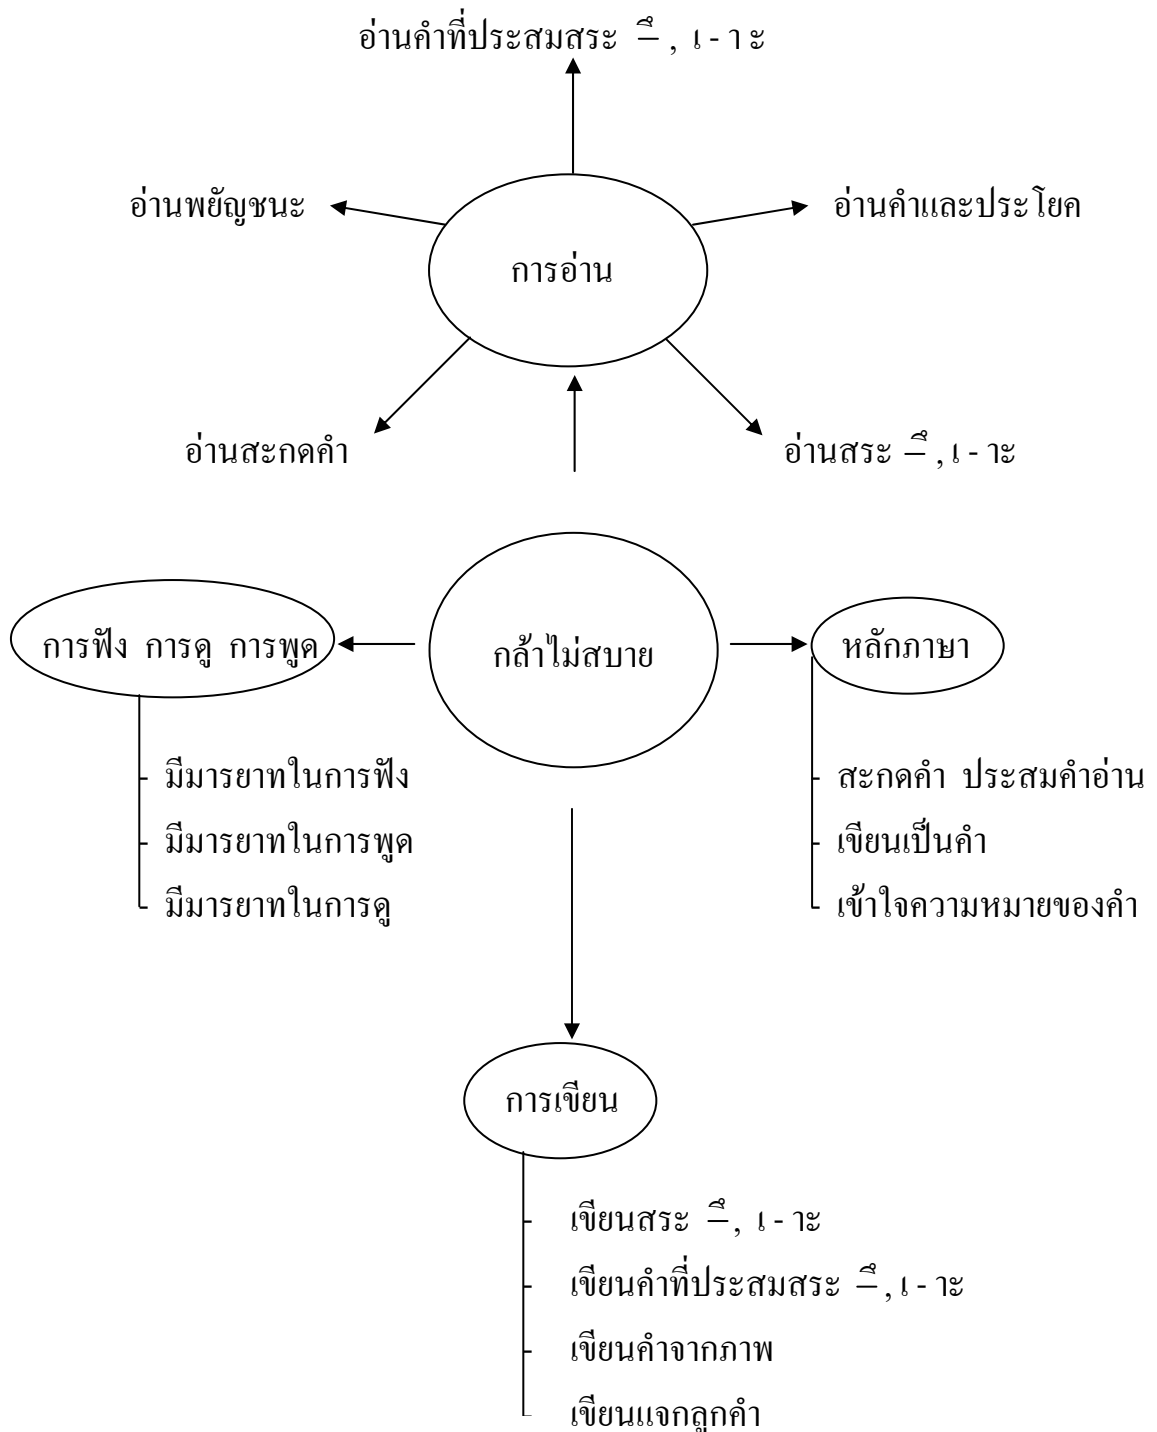 อ่านคำที่ประสมสระ  ึ , เ - า ะ
อ่านพยัญชนะ
อ่านคำและประโยค
การอ่าน
อ่านสะกดคำ
อ่านสระ  ึ , เ - าะ
การฟัง การดู การพูด
กล้าไม่สบาย
หลักภาษา
- มีมารยาทในการฟัง
- มีมารยาทในการพูด
- มีมารยาทในการดู
- สะกดคำ ประสมคำอ่าน
- เขียนเป็นคำ
- เข้าใจความหมายของคำ
การเขียน
- เขียนสระ  ึ , เ - าะ
- เขียนคำที่ประสมสระ  ึ , เ - าะ
- เขียนคำจากภาพ
- เขียนแจกลูกคำ